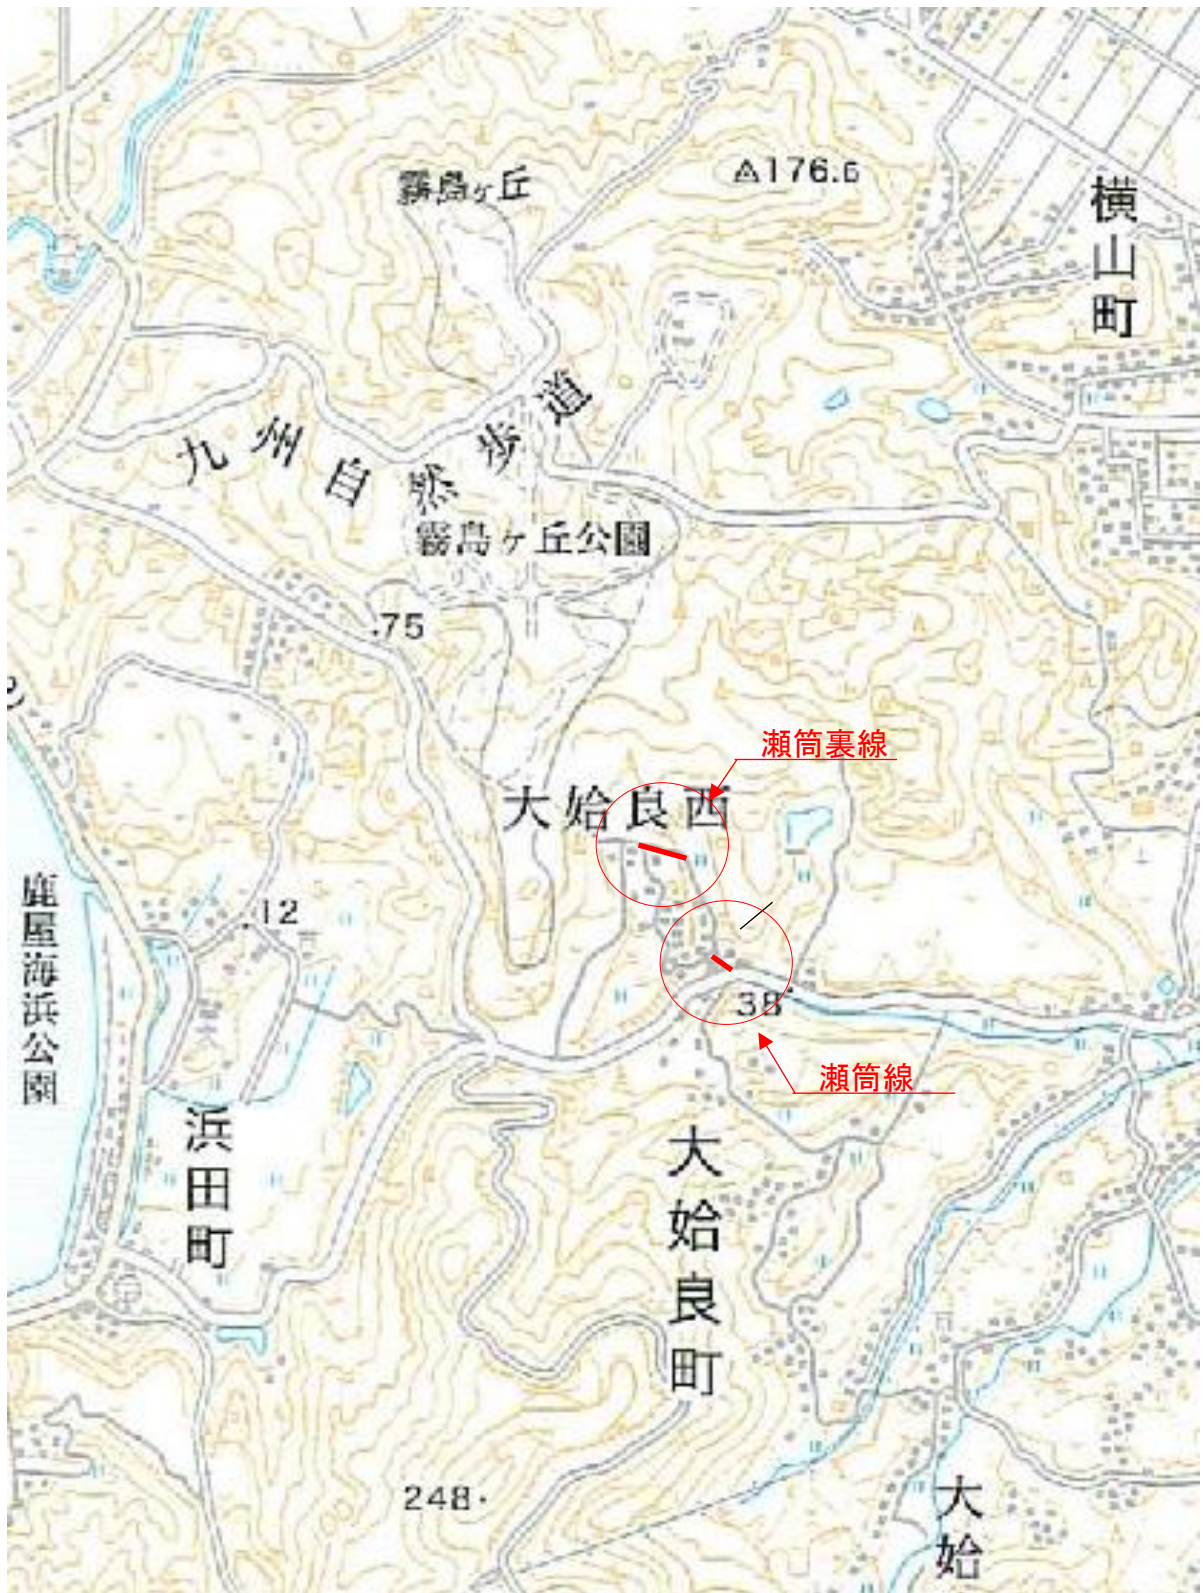 霧島ヶ丘
176.6
横山町
九州自然歩道
霧島ヶ丘公園
75
瀬筒裏線
大姶良西
鹿屋海浜公園
12
38
瀬筒線
浜田町
大姶良町
248
大姶